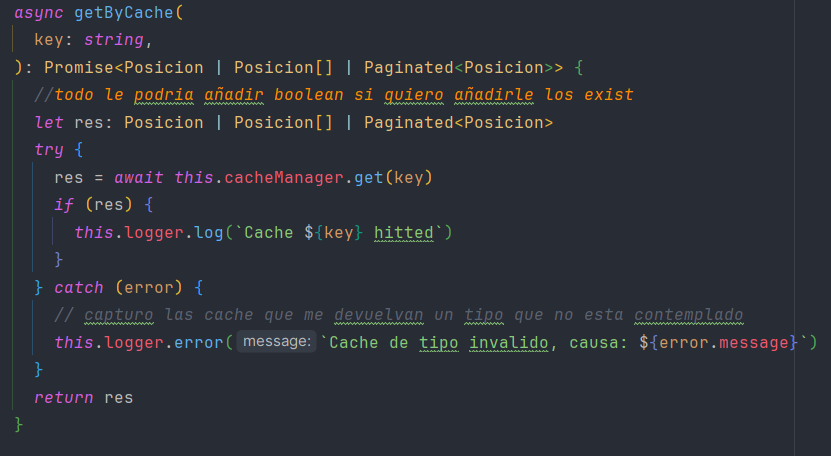 async getByCache(
key: string,
): Promise<Posicion | Posicion[] | Paginated<Posicion>> {
//todo le podria añadir boolean si quiero añadirle los exist
let res: Posicion | Posicion[] | Paginated<Posicion>
try {
res = await this.cacheManager.get(key)
if (res) {
this.logger.log(`Cache ${key} hitted`)
}
} catch (error) {
// capturo las cache que me devuelvan un tipo que no esta contemplado
this.logger.error( message: `Cache de tipo invalido, causa: ${error.message}`)
}
return res
}